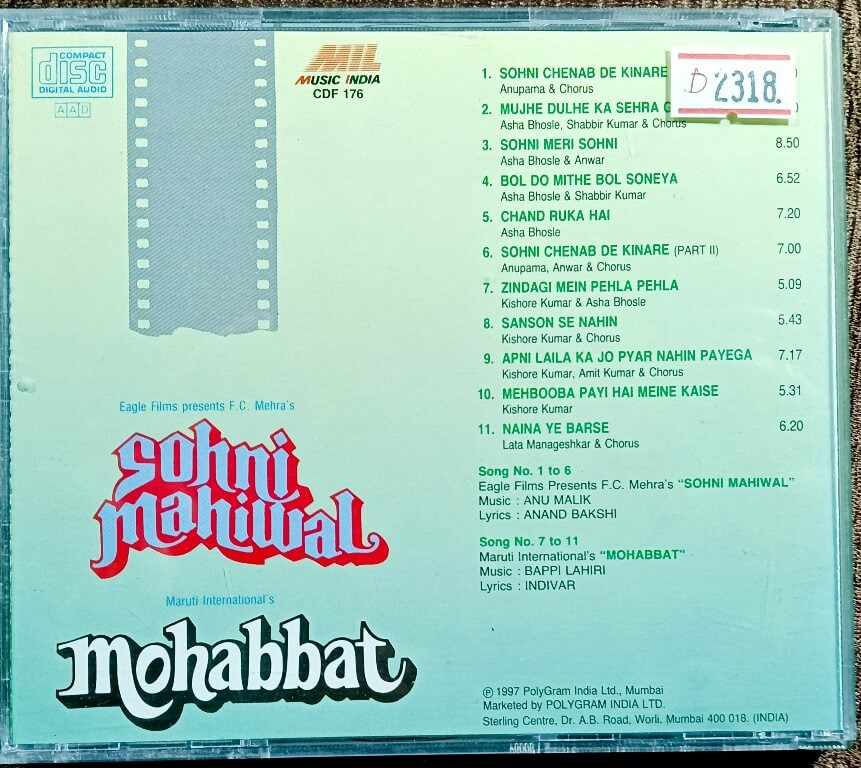 COMPACT
disc
DIGITAL AUDIO
AAD
MIL
MUSIC INDIA
CDF 176
D 2318.
1. SOHNI CHENAB DE KINARE
Anupama & Chorus
2. MUJHE DULHE KA SEHRA
Asha Bhosle, Shabbir Kumar & Chorus
3. SOHNI MERI SOHNI 8.50
Asha Bhosle & Anwar
4. BOL DO MITHE BOL SONEYA 6.52
Asha Bhosle & Shabbir Kumar
5. CHAND RUKA HAI 7.20
Asha Bhosle
6. SOHNI CHENAB DE KINARE (PART II) 7.00
Anupama, Anwar & Chorus
7. ZINDAGI MEIN PEHLA PEHLA 5.09
Kishore Kumar & Asha Bhosle
8. SANSON SE NAHIN 5.43
Kishore Kumar & Chorus
9. APNI LAILA KA JO PYAR NAHIN PAYEGA 7.17
Kishore Kumar, Amit Kumar & Chorus
10. MEHBOOBA PAYI HAI MEINE KAISE 5.31
Kishore Kumar
11. NAINA YE BARSE 6.20
Lata Manageshkar & Chorus
Song No. 1 to 6
Eagle Films Presents F.C. Mehra's "SOHNI MAHIWAL"
Music : ANU MALIK
Lyrics : ANAND BAKSHI
Song No. 7 to 11
Maruti International's "MOHABBAT"
Music : BAPPI LAHIRI
Lyrics : INDIVAR
Eagle Films presents F.C. Mehra's
Sohni
mahiwal
Maruti International's
mohabbat
Ⓟ 1997 PolyGram India Ltd., Mumbai
Marketed by POLYGRAM INDIA LTD.
Sterling Centre, Dr. A.B. Road, Worli, Mumbai 400 018. (INDIA)